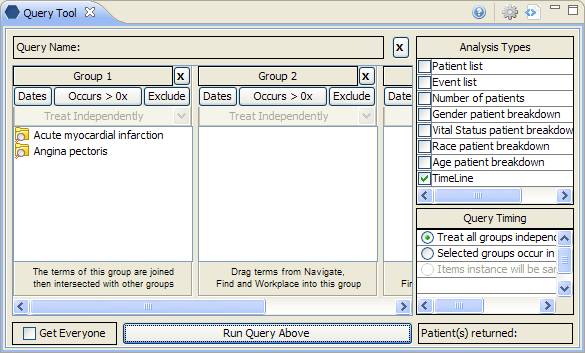 Query Tool
Query Name:
X
Group 1
X
Dates
Occurs > 0x
Exclude
Treat Independently
Acute myocardial infarction
Angina pectoris
The terms of this group are joined
then intersected with other groups
Group 2
X
Dates
Occurs > 0x
Exclude
Treat Independently
Drag terms from Navigate,
Find and Workplace into this group
Dates
Get Everyone
Run Query Above
Analysis Types
Patient list
Event list
Number of patients
Gender patient breakdown
Vital Status patient breakdow
Race patient breakdown
Age patient breakdown
TimeLine
Query Timing
Treat all groups indepen
Selected groups occur in
Items instance will be sa
Patient(s) returned: